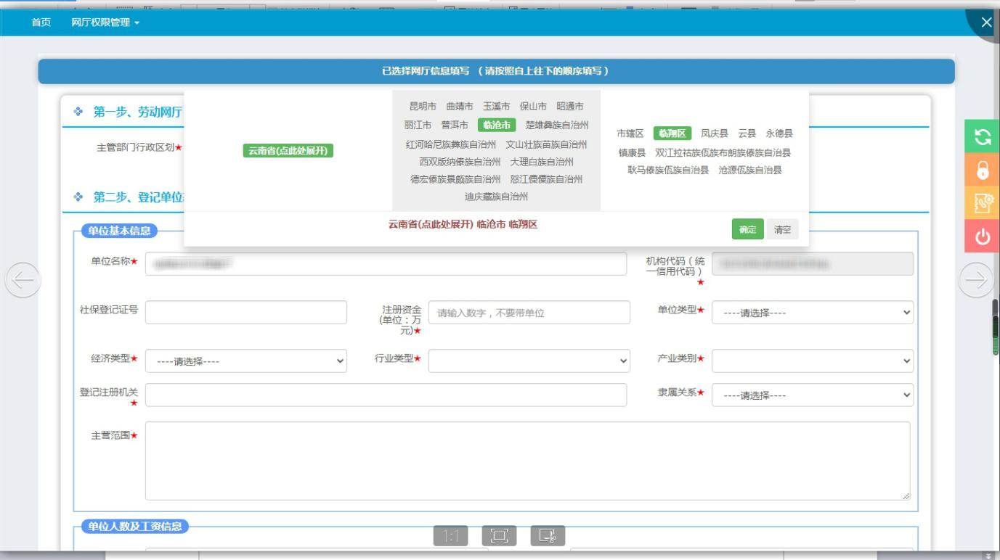 首页 网厅权限管理
已选择网厅信息填写 （请按照自上往下的顺序填写）
第一步、劳动网厅
主管部门行政区划★
云南省(点此处展开)
昆明市 曲靖市 玉溪市 保山市 昭通市
丽江市 普洱市 临沧市 楚雄彝族自治州
红河哈尼族彝族自治州 文山壮族苗族自治州
西双版纳傣族自治州 大理白族自治州
德宏傣族景颇族自治州 怒江傈僳族自治州
迪庆藏族自治州
市辖区 临翔区 凤庆县 云县 永德县
镇康县 双江拉祜族佤族布朗族傣族自治县
耿马傣族佤族自治县 沧源佤族自治县
第二步、登记单位
云南省(点此处展开) 临沧市 临翔区
确定 清空
单位基本信息
单位名称★
机构代码（统
一信用代码）
★
社保登记证号
注册资金
(单位：万
元)★
请输入数字，不要带单位
单位类型★ ----请选择----
经济类型★ ----请选择----
行业类型★
产业类别★
登记注册机关
★
隶属关系★ ----请选择----
主营范围★
单位人数及工资信息
1:1